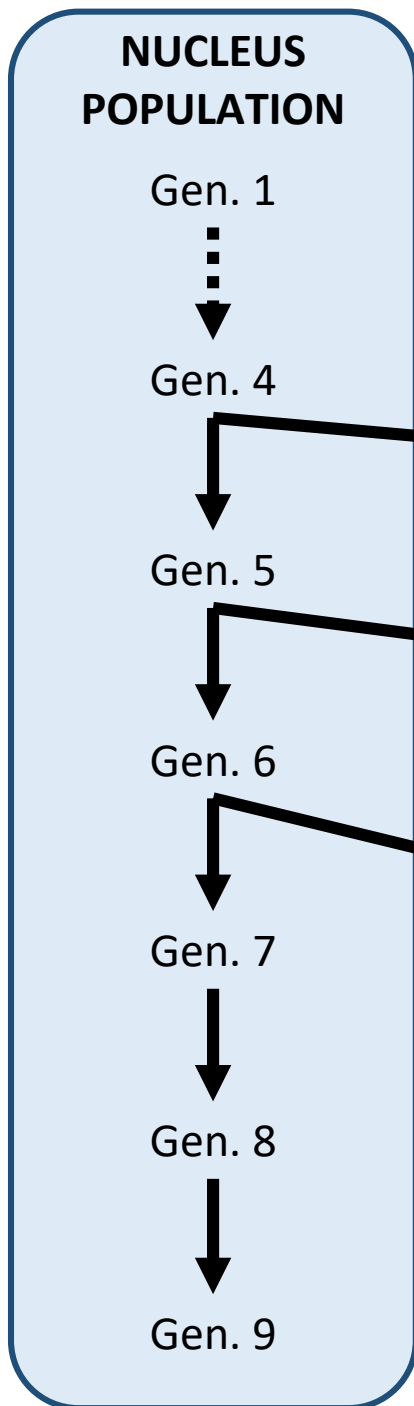 NUCLEUS
POPULATION
Gen. 1
Gen. 4
Gen. 5
Gen. 6
Gen. 7
Gen. 8
Gen. 9